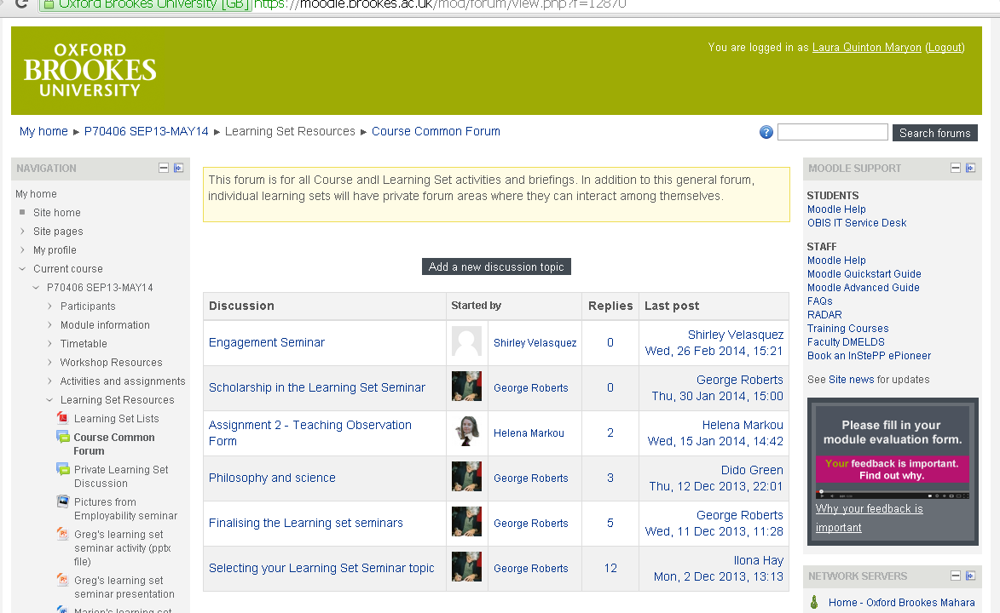 Oxford Brookes University [GB] https://moodle.brookes.ac.uk/mod/forum/view.php?f=12870
OXFORD
BROOKES
UNIVERSITY
You are logged in as Laura Quinton Maryon (Logout)
My home ► P70406 SEP13-MAY14 ► Learning Set Resources ► Course Common Forum
Search forums
NAVIGATION
My home
Site home
Site pages
My profile
Current course
P70406 SEP13-MAY14
Participants
Module information
Timetable
Workshop Resources
Activities and assignments
Learning Set Resources
Learning Set Lists
Course Common
Forum
Private Learning Set
Discussion
Pictures from
Employability seminar
Greg's learning set
seminar activity (pptx
file)
Greg's learning set
seminar presentation
Marion's learning set
This forum is for all Course andl Learning Set activities and briefings. In addition to this general forum,
individual learning sets will have private forum areas where they can interact among themselves.
Add a new discussion topic
Discussion Started by Replies Last post
Engagement Seminar Shirley Velasquez 0 Shirley Velasquez
Wed, 26 Feb 2014, 15:21
Scholarship in the Learning Set Seminar George Roberts 0 George Roberts
Thu, 30 Jan 2014, 15:00
Assignment 2 - Teaching Observation
Form Helena Markou 2 Helena Markou
Wed, 15 Jan 2014, 14:42
Philosophy and science George Roberts 3 Dido Green
Thu, 12 Dec 2013, 22:01
Finalising the Learning set seminars George Roberts 5 George Roberts
Wed, 11 Dec 2013, 11:28
Selecting your Learning Set Seminar topic George Roberts 12 Ilona Hay
Mon, 2 Dec 2013, 13:13
MOODLE SUPPORT
STUDENTS
Moodle Help
OBIS IT Service Desk
STAFF
Moodle Help
Moodle Quickstart Guide
Moodle Advanced Guide
FAQs
RADAR
Training Courses
Faculty DMELDS
Book an InStePP ePioneer
See Site news for updates
Please fill in your
module evaluation form.
Your feedback is important.
Find out why.
Why your feedback is
important
NETWORK SERVERS
Home - Oxford Brookes Mahara